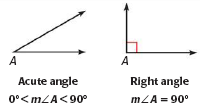 A
A
Acute angle
Right angle
0°<m∠A<90°
m∠A = 90°